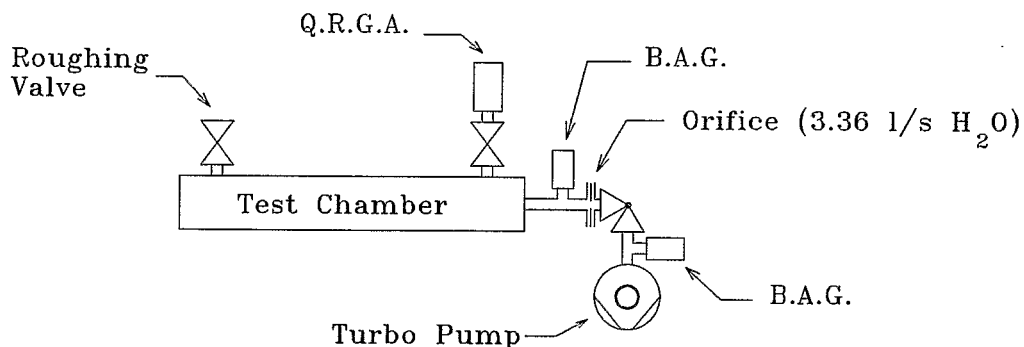 Q.R.G.A.
Roughing
Valve
B.A.G.
Orifice (3.36 l/s H₂O)
Test Chamber
B.A.G.
Turbo Pump